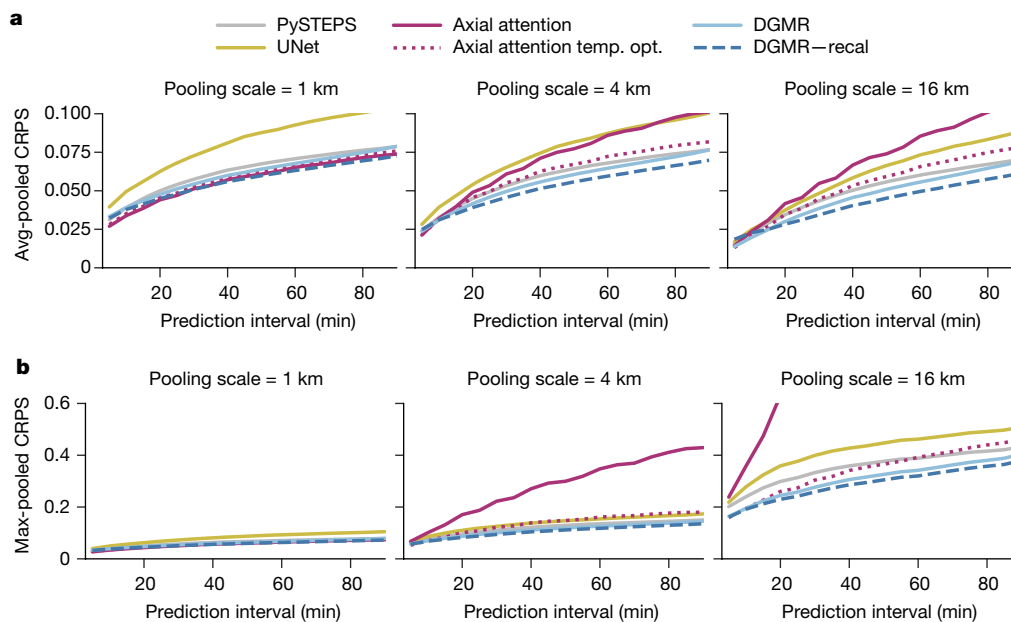 a
PySTEPS
Axial attention
DGMR
UNet
Axial attention temp. opt.
DGMR—recal
Pooling scale = 1 km
Pooling scale = 4 km
Pooling scale = 16 km
Avg-pooled CRPS
0.100
0.075
0.050
0.025
0
20 40 60 80
20 40 60 80
20 40 60 80
Prediction interval (min)
Prediction interval (min)
Prediction interval (min)
b
Pooling scale = 1 km
Pooling scale = 4 km
Pooling scale = 16 km
Max-pooled CRPS
0.6
0.4
0.2
0
20 40 60 80
20 40 60 80
20 40 60 80
Prediction interval (min)
Prediction interval (min)
Prediction interval (min)